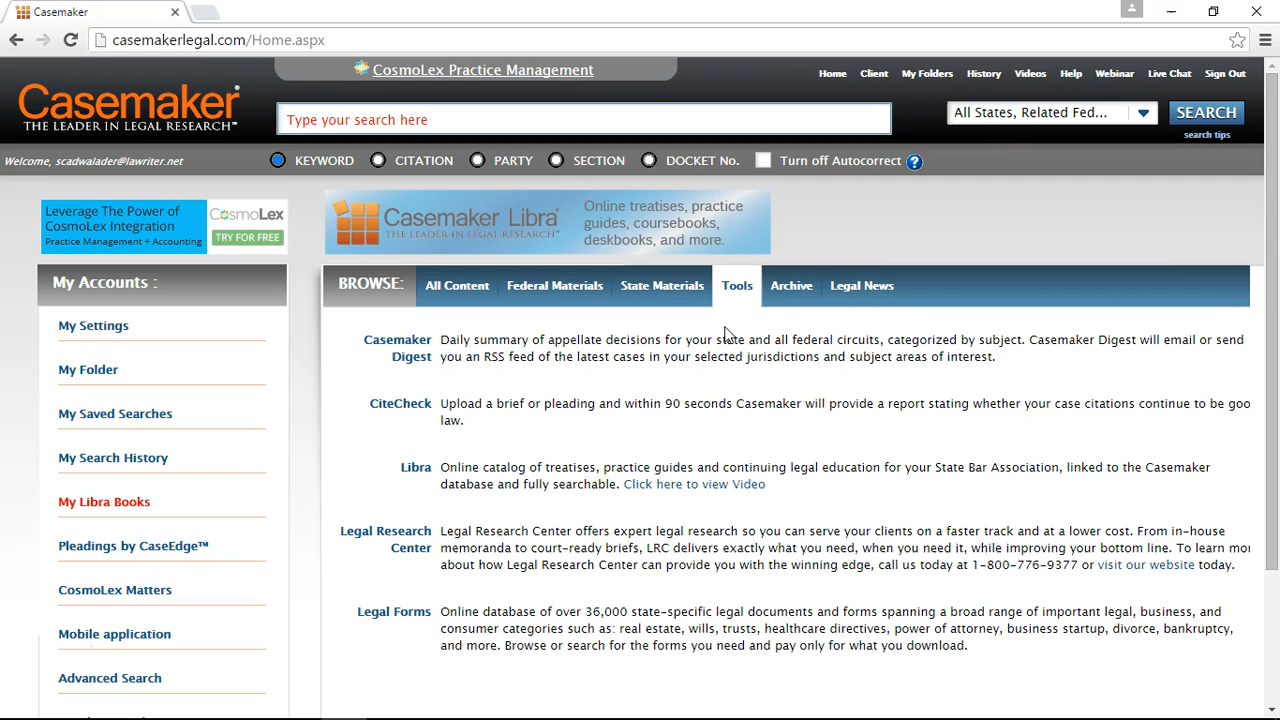 Casemaker
casemakerlegal.com/Home.aspx
CosmoLex Practice Management
Home Client My Folders History Videos Help Webinar Live Chat Sign Out
Casemaker
THE LEADER IN LEGAL RESEARCH
Type your search here
All States, Related Fed...
SEARCH
search tips
Welcome, scadwalader@lawriter.net
KEYWORD CITATION PARTY SECTION DOCKET No. Turn off Autocorrect ?
Leverage The Power of
CosmoLex Integration
Practice Management + Accounting
CosmoLex
TRY FOR FREE
Casemaker Libra
THE LEADER IN LEGAL RESEARCH
Online treatises, practice
guides, coursebooks,
deskbooks, and more.
My Accounts :
My Settings
My Folder
My Saved Searches
My Search History
My Libra Books
Pleadings by CaseEdge™
CosmoLex Matters
Mobile application
Advanced Search
BROWSE: All Content Federal Materials State Materials Tools Archive Legal News
Casemaker
Digest
Daily summary of appellate decisions for your state and all federal circuits, categorized by subject. Casemaker Digest will email or send
you an RSS feed of the latest cases in your selected jurisdictions and subject areas of interest.
CiteCheck
Upload a brief or pleading and within 90 seconds Casemaker will provide a report stating whether your case citations continue to be goo
law.
Libra
Online catalog of treatises, practice guides and continuing legal education for your State Bar Association, linked to the Casemaker
database and fully searchable. Click here to view Video
Legal Research
Center
Legal Research Center offers expert legal research so you can serve your clients on a faster track and at a lower cost. From in-house
memoranda to court-ready briefs, LRC delivers exactly what you need, when you need it, while improving your bottom line. To learn mor
about how Legal Research Center can provide you with the winning edge, call us today at 1-800-776-9377 or visit our website today.
Legal Forms
Online database of over 36,000 state-specific legal documents and forms spanning a broad range of important legal, business, and
consumer categories such as: real estate, wills, trusts, healthcare directives, power of attorney, business startup, divorce, bankruptcy,
and more. Browse or search for the forms you need and pay only for what you download.